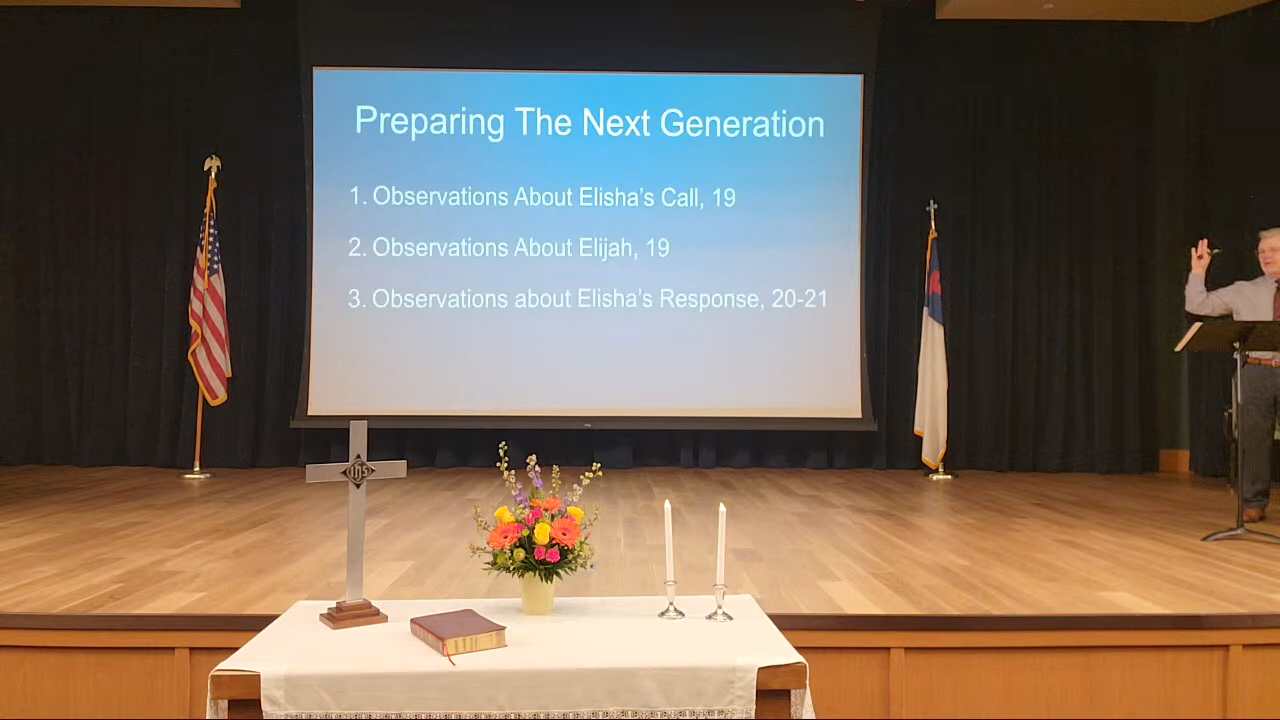 Preparing The Next Generation
1. Observations About Elisha's Call, 19
2. Observations About Elijah, 19
3. Observations about Elisha's Response, 20-21
IHS